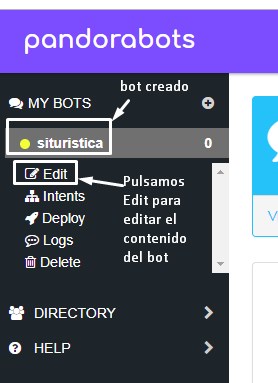 pandorabots
bot creado
MY BOTS
situristica 0
Edit
Intents
Deploy
Logs
Delete
Pulsamos
Edit para
editar el
contenido
del bot
DIRECTORY
HELP
V